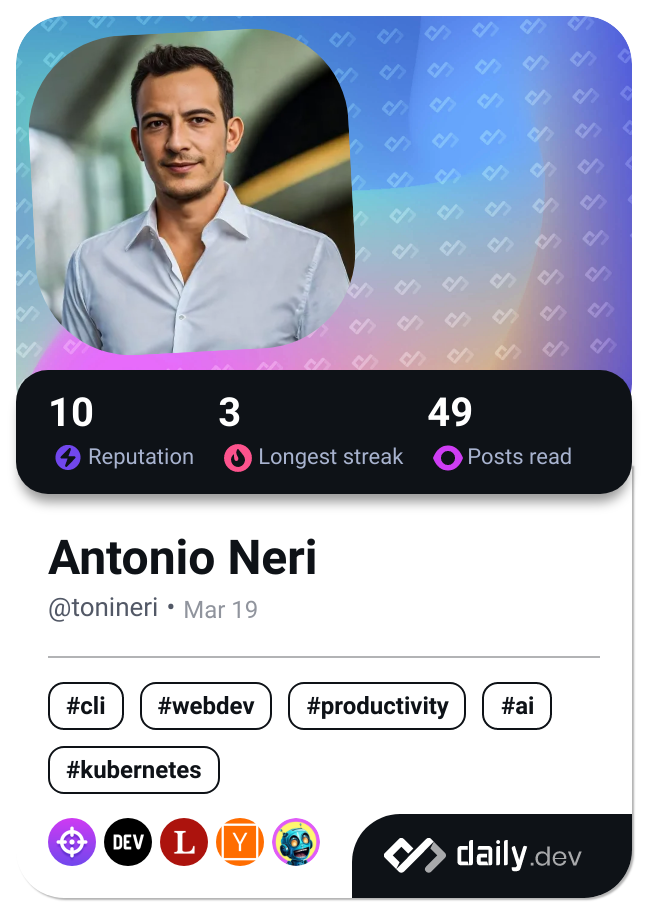 10 3 49
Reputation Longest streak Posts read
Antonio Neri
@tonineri • Mar 19
#cli #webdev #productivity #ai
#kubernetes
DEV L Y
daily.dev